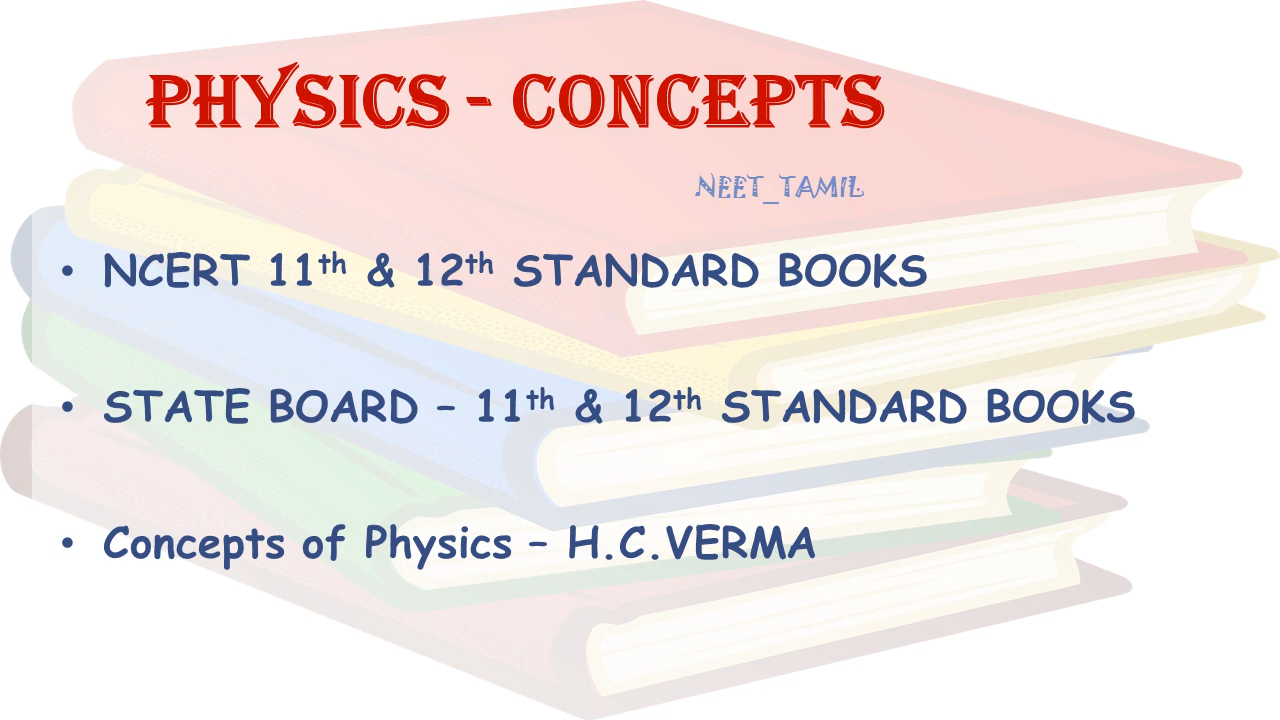 PHYSICS - CONCEPTS
NEET_TAMIL
• NCERT 11th & 12th STANDARD BOOKS
• STATE BOARD – 11th & 12th STANDARD BOOKS
• Concepts of Physics – H.C.VERMA